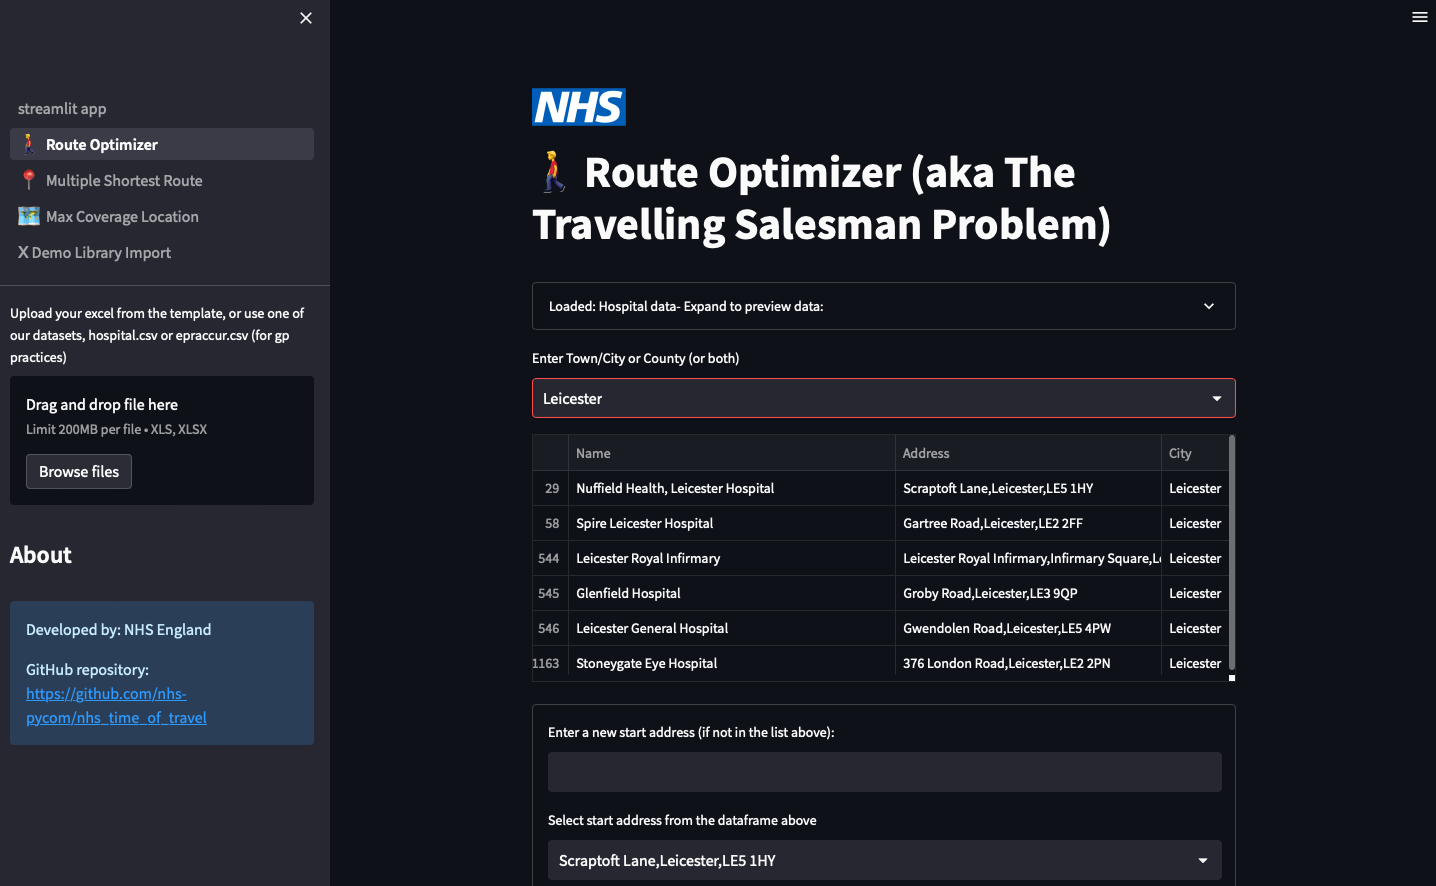 streamlit app
Route Optimizer
Multiple Shortest Route
Max Coverage Location
X Demo Library Import
Upload your excel from the template, or use one of
our datasets, hospital.csv or epraccur.csv (for gp
practices)
Drag and drop file here
Limit 200MB per file • XLS, XLSX
Browse files
About
Developed by: NHS England
GitHub repository:
https://github.com/nhs-
pycom/nhs_time_of_travel
NHS
Route Optimizer (aka The
Travelling Salesman Problem)
Loaded: Hospital data- Expand to preview data:
Enter Town/City or County (or both)
Leicester
Name Address City
29 Nuffield Health, Leicester Hospital Scraptoft Lane,Leicester,LE5 1HY Leicester
58 Spire Leicester Hospital Gartree Road,Leicester,LE2 2FF Leicester
544 Leicester Royal Infirmary Leicester Royal Infirmary,Infirmary Square,Le Leicester
545 Glenfield Hospital Groby Road,Leicester,LE3 9QP Leicester
546 Leicester General Hospital Gwendolen Road,Leicester,LE5 4PW Leicester
1163 Stoneygate Eye Hospital 376 London Road,Leicester,LE2 2PN Leicester
Enter a new start address (if not in the list above):
Select start address from the dataframe above
Scraptoft Lane,Leicester,LE5 1HY